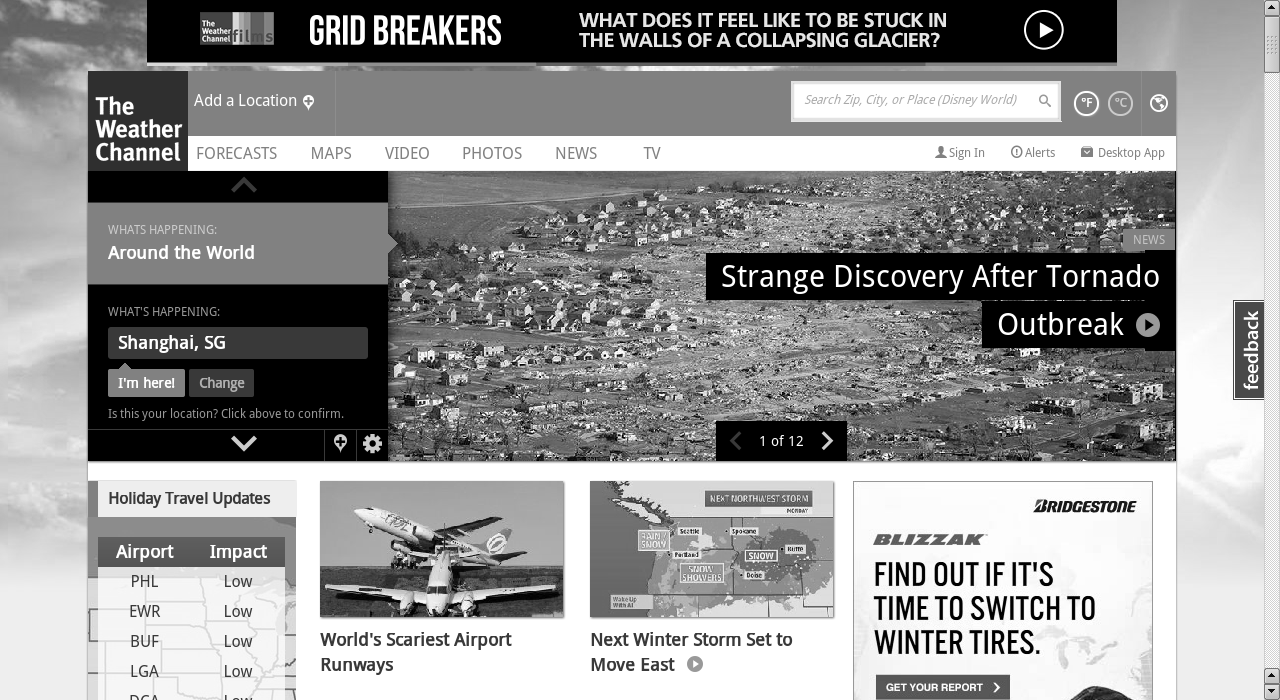 The
Weather
Channel films
GRID BREAKERS
WHAT DOES IT FEEL LIKE TO BE STUCK IN
THE WALLS OF A COLLAPSING GLACIER?
The
Weather
Channel
Add a Location
Search Zip, City, or Place (Disney World)
°F
°C
FORECASTS
MAPS
VIDEO
PHOTOS
NEWS
TV
Sign In
Alerts
Desktop App
WHATS HAPPENING:
Around the World
WHAT'S HAPPENING:
Shanghai, SG
I'm here!
Change
Is this your location? Click above to confirm.
NEWS
Strange Discovery After Tornado
Outbreak
1 of 12
feedback
Holiday Travel Updates
Airport Impact
PHL Low
EWR Low
BUF Low
LGA Low
DCA Low
World's Scariest Airport
Runways
NEXT NORTHWEST STORM
MONDAY
Seattle
Spokane
RAIN/
SNOW
Portland
SNOW
Butte
SNOW
SHOWERS
Boise
Wake Up
With Al
Next Winter Storm Set to
Move East
BRIDGESTONE
BLIZZAK
FIND OUT IF IT'S
TIME TO SWITCH TO
WINTER TIRES.
GET YOUR REPORT